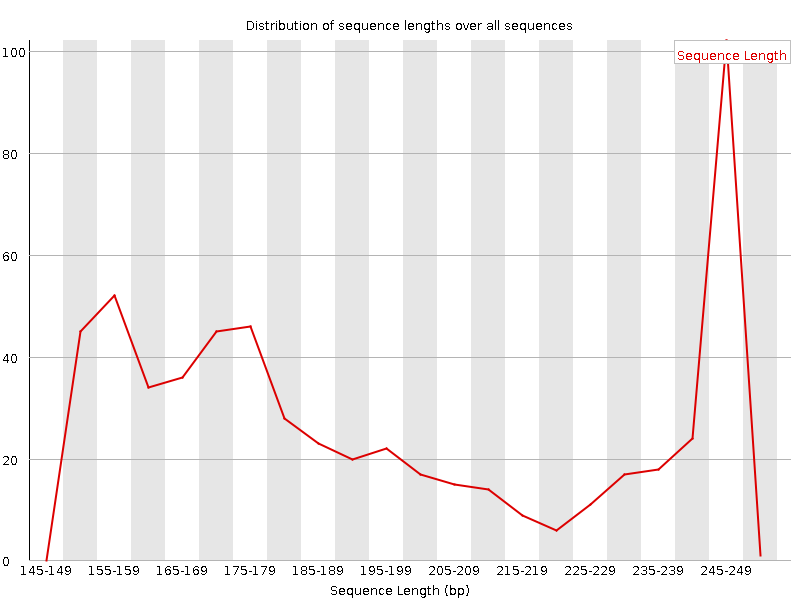 Distribution of sequence lengths over all sequences
Sequence Length
100
80
60
40
20
0
145-149 155-159 165-169 175-179 185-189 195-199 205-209 215-219 225-229 235-239 245-249
Sequence Length (bp)